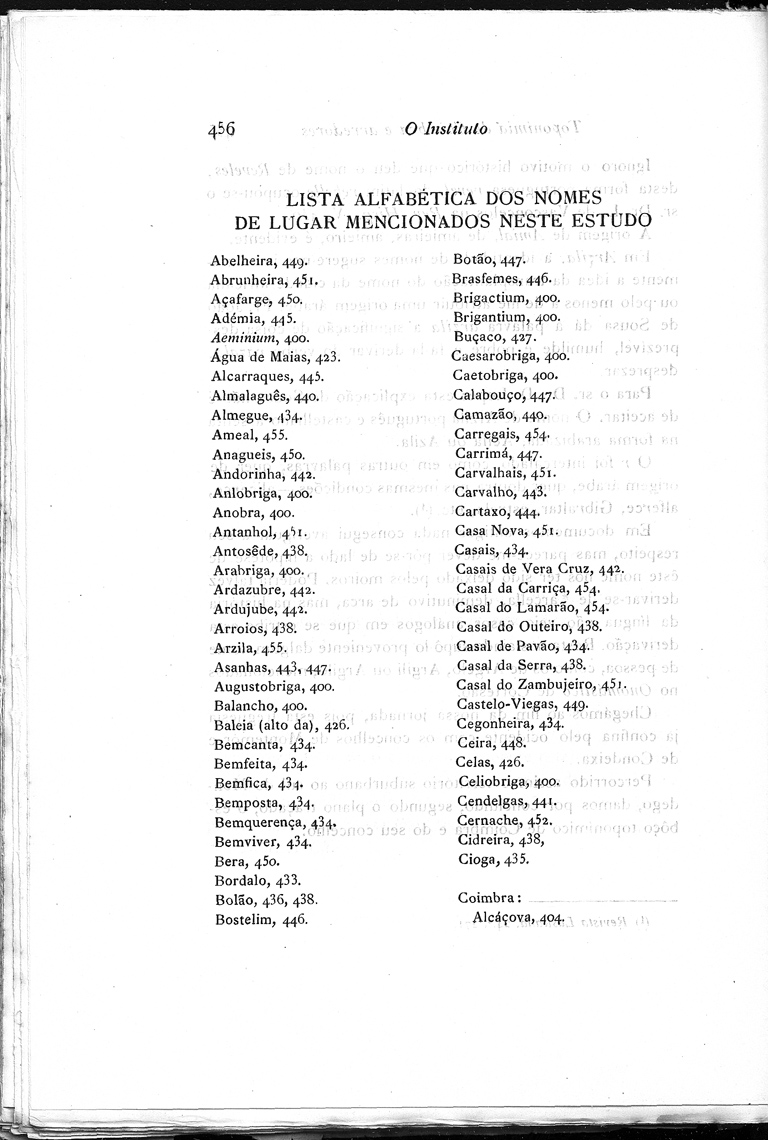 456
O Instituto
LISTA ALFABÉTICA DOS NOMES
DE LUGAR MENCIONADOS NESTE ESTUDO
Abelheira, 449.
Abrunheira, 451.
Açafarge, 450.
Adémia, 445.
Aeminium, 400.
Água de Maias, 423.
Alcarraques, 445.
Almalaguês, 440.
Almegue, 434.
Ameal, 455.
Anagueis, 450.
Andorinha, 442.
Anlobriga, 400.
Anobra, 400.
Antanhol, 451.
Antosêde, 438.
Arabriga, 400.
Ardazubre, 442.
Ardujube, 442.
Arroios, 438.
Arzila, 455.
Asanhas, 443, 447.
Augustobriga, 400.
Balancho, 400.
Baleia (alto da), 426.
Bemcanta, 434.
Bemfeita, 434.
Bemfica, 434.
Bemposta, 434.
Bemquerença, 434.
Bemviver, 434.
Bera, 450.
Bordalo, 433.
Bolão, 436, 438.
Bostelim, 446.
Botão, 447.
Brasfemes, 446.
Brigactium, 400.
Brigantium, 400.
Buçaco, 427.
Caesarobriga, 400.
Caetobriga, 400.
Calabouço, 447.
Camazão, 440.
Carregais, 454.
Carrimá, 447.
Carvalhais, 451.
Carvalho, 443.
Cartaxo, 444.
Casa Nova, 451.
Casais, 434.
Casais de Vera Cruz, 442.
Casal da Carriça, 454.
Casal do Lamarão, 454.
Casal do Outeiro, 438.
Casal de Pavão, 434.
Casal da Serra, 438.
Casal do Zambujeiro, 451.
Castelo-Viegas, 449.
Cegonheira, 434.
Ceira, 448.
Celas, 426.
Celiobriga, 400.
Cendelgas, 441.
Cernache, 452.
Cidreira, 438,
Cioga, 435.
Coimbra:
Alcáçova, 404.